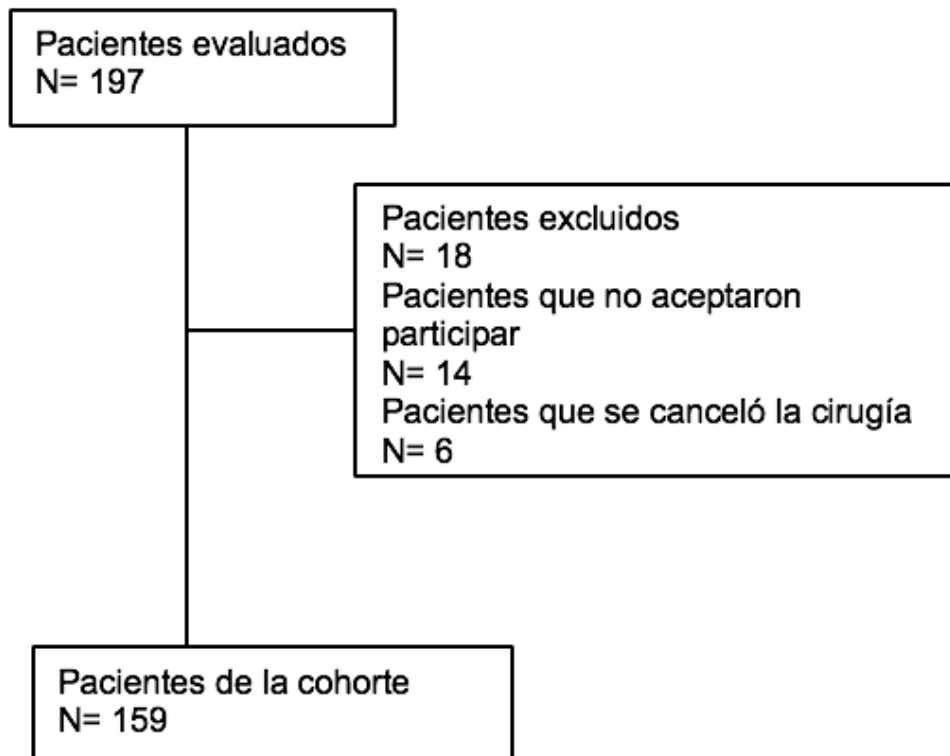 Pacientes evaluados
N= 197
Pacientes excluidos
N= 18
Pacientes que no aceptaron
participar
N= 14
Pacientes que se canceló la cirugía
N= 6
Pacientes de la cohorte
N= 159